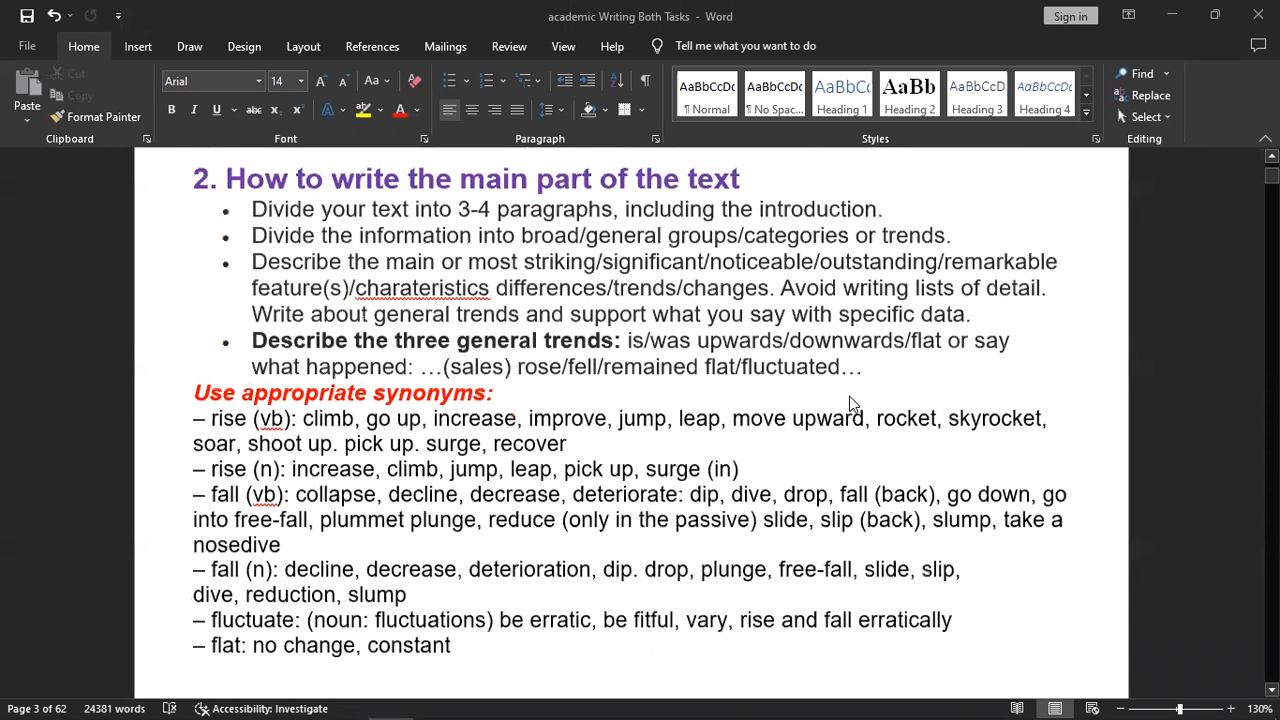 academic Writing Both Tasks - Word
Sign in
File Home Insert Draw Design Layout References Mailings Review View Help Tell me what you want to do
Paste
Cut
Copy
Format Painter
Clipboard
Arial 14
Font
Paragraph
AaBbCcDc AaBbCcDc AaBbCc AaBb AaBbCcD AaBbCcDc
¶ Normal ¶ No Spac... Heading 1 Heading 2 Heading 3 Heading 4
Styles
Find
Replace
Select
Editing
2. How to write the main part of the text
• Divide your text into 3-4 paragraphs, including the introduction.
• Divide the information into broad/general groups/categories or trends.
• Describe the main or most striking/significant/noticeable/outstanding/remarkable
feature(s)/charateristics differences/trends/changes. Avoid writing lists of detail.
Write about general trends and support what you say with specific data.
• Describe the three general trends: is/was upwards/downwards/flat or say
what happened: …(sales) rose/fell/remained flat/fluctuated…
Use appropriate synonyms:
– rise (vb): climb, go up, increase, improve, jump, leap, move upward, rocket, skyrocket,
soar, shoot up. pick up. surge, recover
– rise (n): increase, climb, jump, leap, pick up, surge (in)
– fall (vb): collapse, decline, decrease, deteriorate: dip, dive, drop, fall (back), go down, go
into free-fall, plummet plunge, reduce (only in the passive) slide, slip (back), slump, take a
nosedive
– fall (n): decline, decrease, deterioration, dip. drop, plunge, free-fall, slide, slip,
dive, reduction, slump
– fluctuate: (noun: fluctuations) be erratic, be fitful, vary, rise and fall erratically
– flat: no change, constant
Page 3 of 62 24381 words Accessibility: Investigate 130%